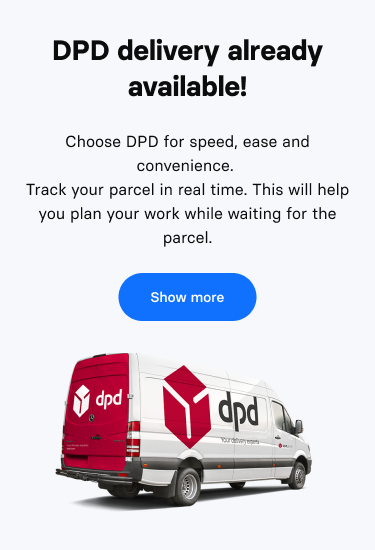 DPD delivery already
available!
Choose DPD for speed, ease and
convenience.
Track your parcel in real time. This will help
you plan your work while waiting for the
parcel.
Show more
dpd
dpd
Your delivery experts